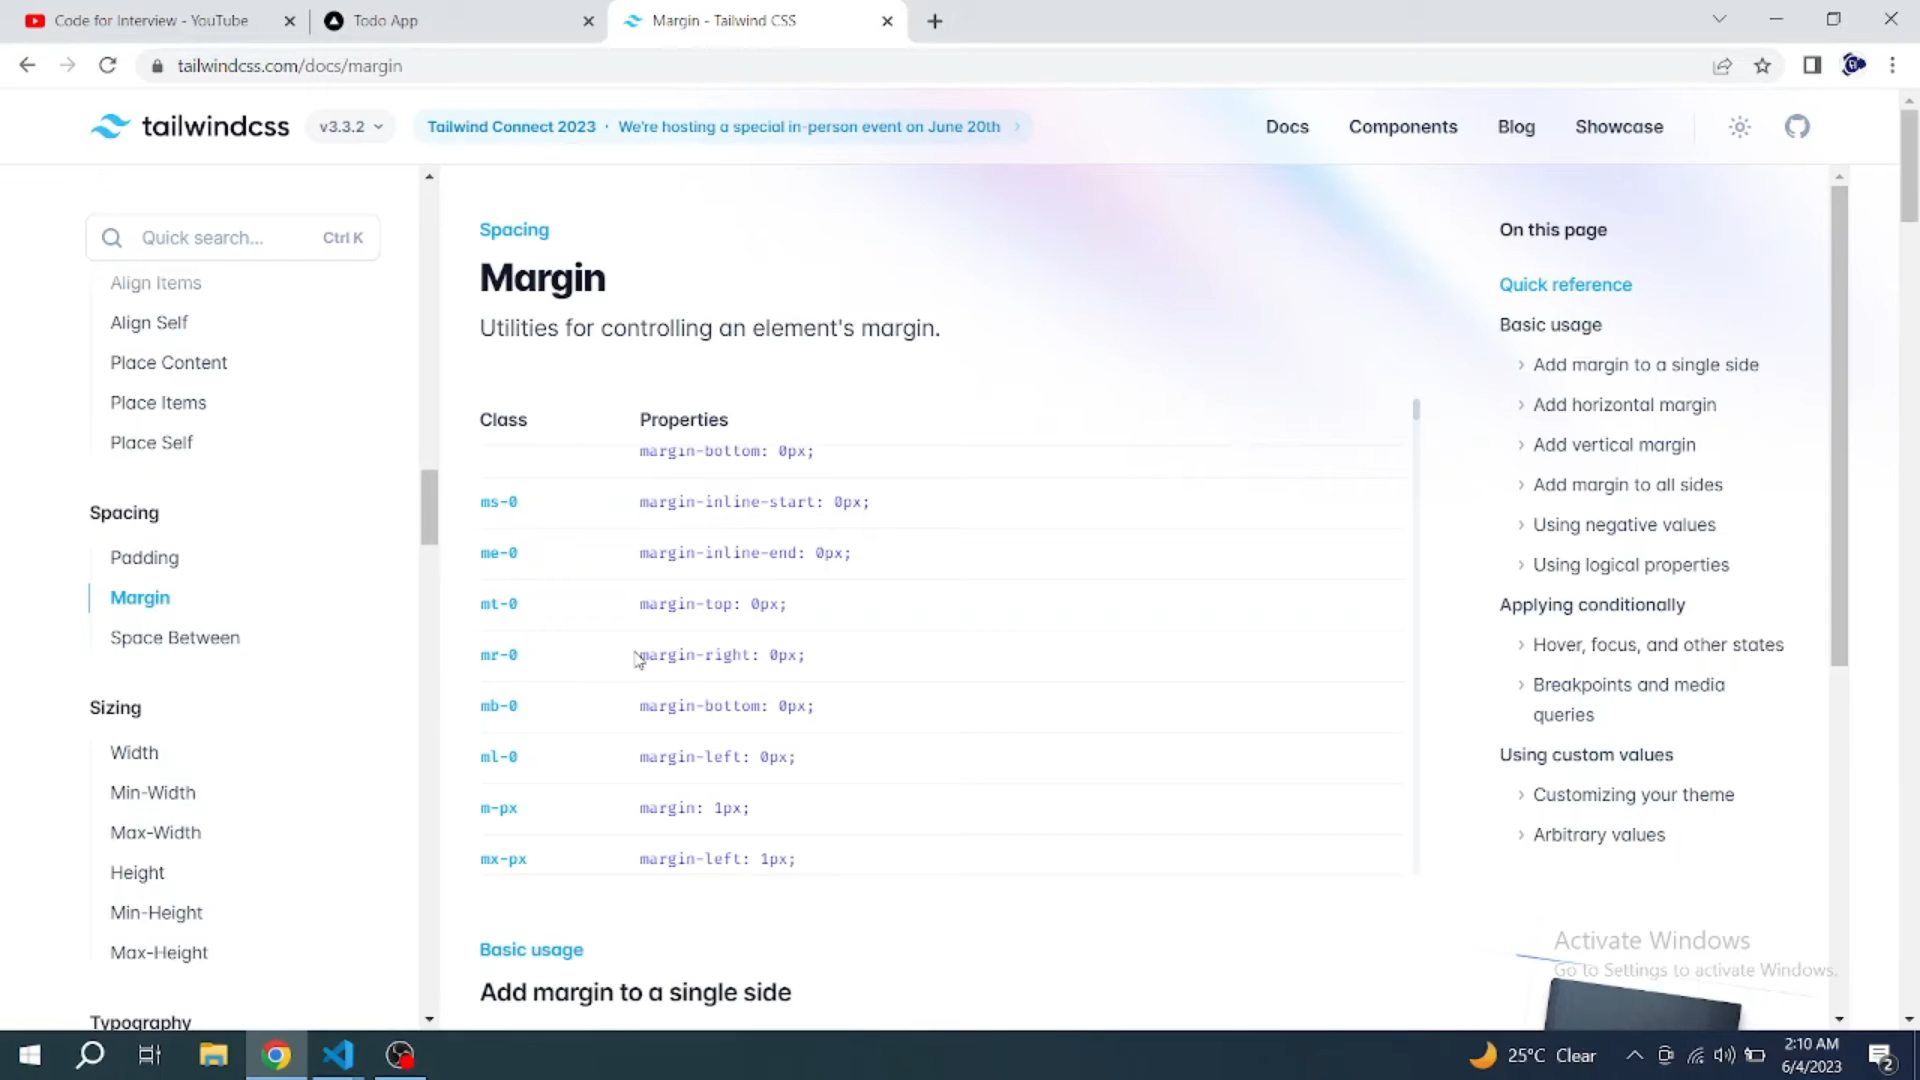 Code for Interview - YouTube
Todo App
Margin - Tailwind CSS
tailwindcss.com/docs/margin
tailwindcss
v3.3.2
Tailwind Connect 2023 · We're hosting a special in-person event on June 20th
Docs
Components
Blog
Showcase
Quick search...
Ctrl K
Align Items
Align Self
Place Content
Place Items
Place Self
Spacing
Padding
Margin
Space Between
Sizing
Width
Min-Width
Max-Width
Height
Min-Height
Max-Height
Typography
Spacing
Margin
Utilities for controlling an element's margin.
Class Properties
margin-bottom: 0px;
ms-0 margin-inline-start: 0px;
me-0 margin-inline-end: 0px;
mt-0 margin-top: 0px;
mr-0 margin-right: 0px;
mb-0 margin-bottom: 0px;
ml-0 margin-left: 0px;
m-px margin: 1px;
mx-px margin-left: 1px;
Basic usage
Add margin to a single side
On this page
Quick reference
Basic usage
Add margin to a single side
Add horizontal margin
Add vertical margin
Add margin to all sides
Using negative values
Using logical properties
Applying conditionally
Hover, focus, and other states
Breakpoints and media
queries
Using custom values
Customizing your theme
Arbitrary values
Activate Windows
Go to Settings to activate Windows.
25°C Clear
2:10 AM
6/4/2023
2